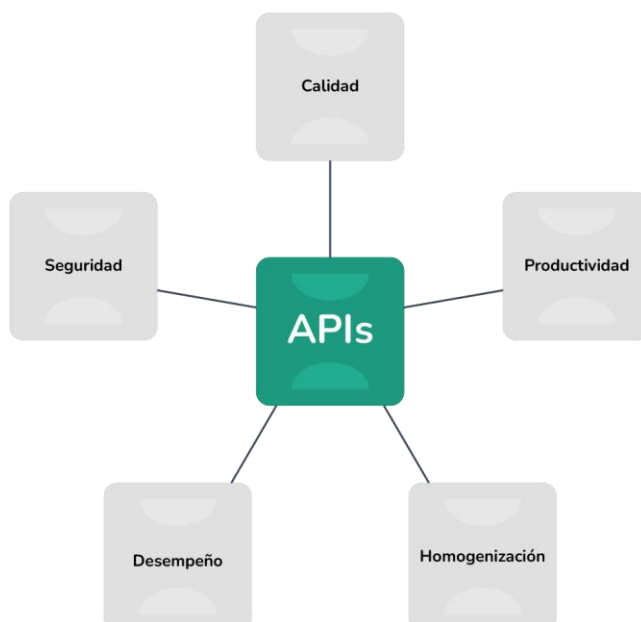 Calidad
Seguridad
Productividad
APIs
Desempeño
Homogenización